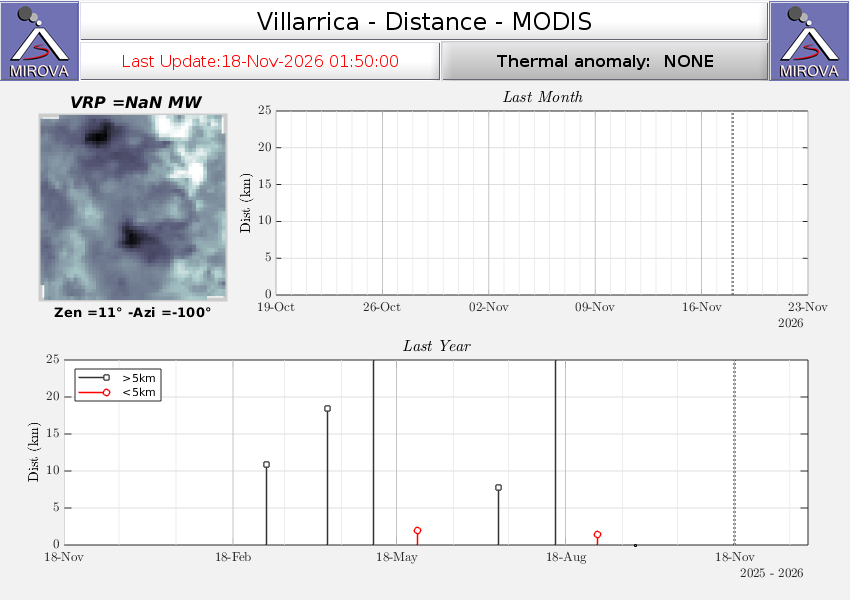 Villarrica - Distance - MODIS
Last Update:18-Nov-2026 01:50:00
Thermal anomaly: NONE
MIROVA
MIROVA
VRP =NaN MW
Zen =11° -Azi =-100°
Last Month
Dist (km)
25
20
15
10
5
0
19-Oct
26-Oct
02-Nov
09-Nov
16-Nov
23-Nov
2026
Last Year
Dist (km)
25
20
15
10
5
0
>5km
<5km
18-Nov
18-Feb
18-May
18-Aug
18-Nov
2025 - 2026